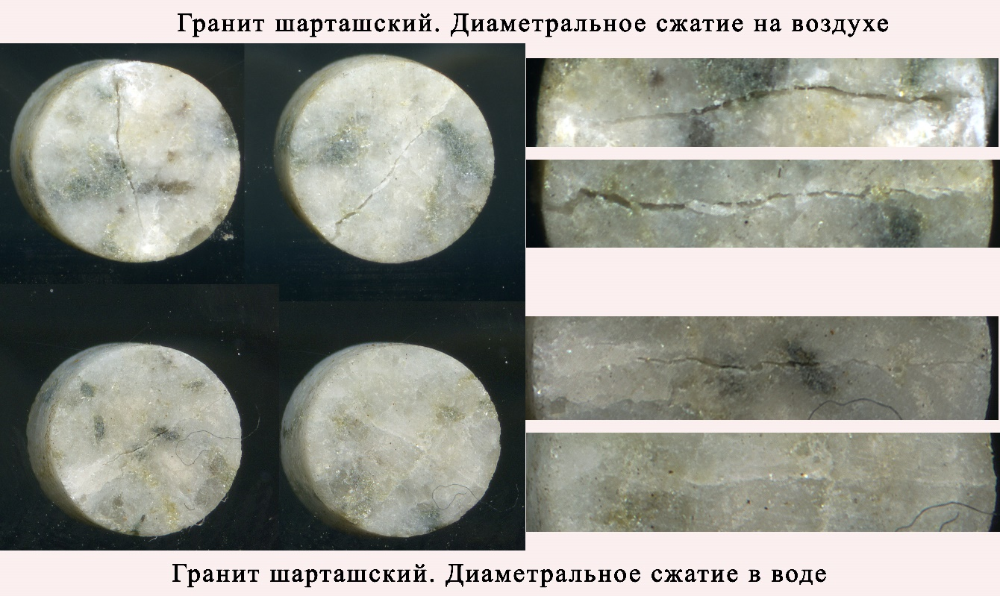 Гранит шарташский. Диаметральное сжатие на воздухе
Гранит шарташский. Диаметральное сжатие в воде